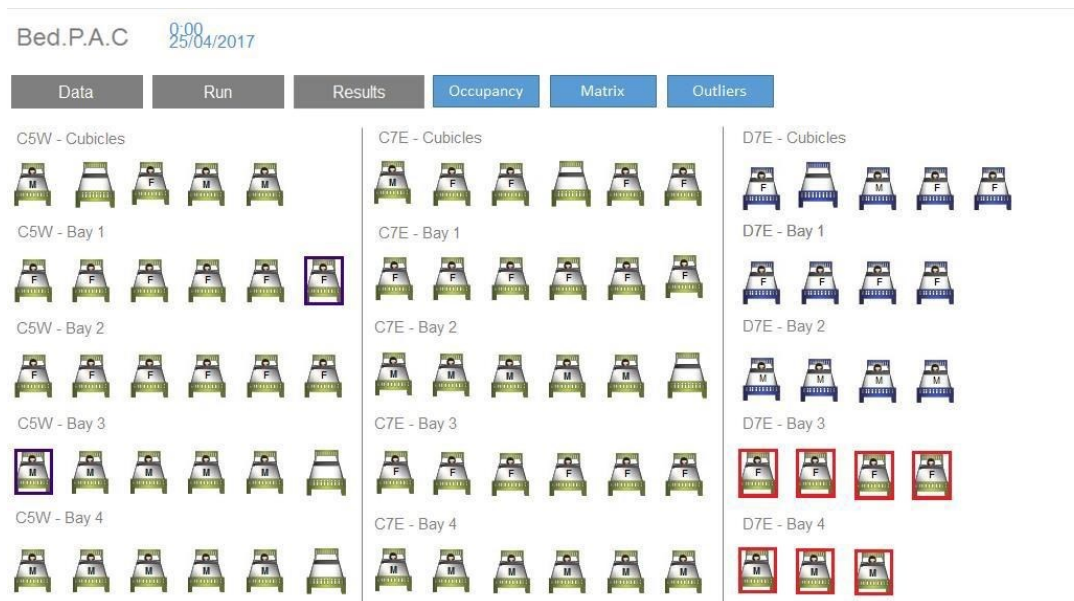 Bed.P.A.C
0:00
25/04/2017
Data Run Results Occupancy Matrix Outliers
C5W - Cubicles
M F M M
C5W - Bay 1
F F F F F F
C5W - Bay 2
F F F F F F
C5W - Bay 3
M M M M M
C5W - Bay 4
M M M M M
C7E - Cubicles
M F F F F
C7E - Bay 1
F F F F F F
C7E - Bay 2
M M M M M
C7E - Bay 3
F F F F F F
C7E - Bay 4
M M M M M M
D7E - Cubicles
F M F F
D7E - Bay 1
F F F F
D7E - Bay 2
M M M M
D7E - Bay 3
F F F F
D7E - Bay 4
M M M